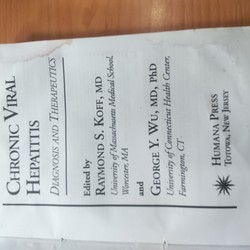 CHRONIC VIRAL
HEPATITIS
DIAGNOSIS AND THERAPEUTICS
Edited by
RAYMOND S. KOFF, MD
University of Massachusetts Medical School,
Worcester, MA
and
GEORGE Y. WU, MD, PhD
University of Connecticut Health Center,
Farmington, CT
HUMANA PRESS
TOTOWA, NEW JERSEY